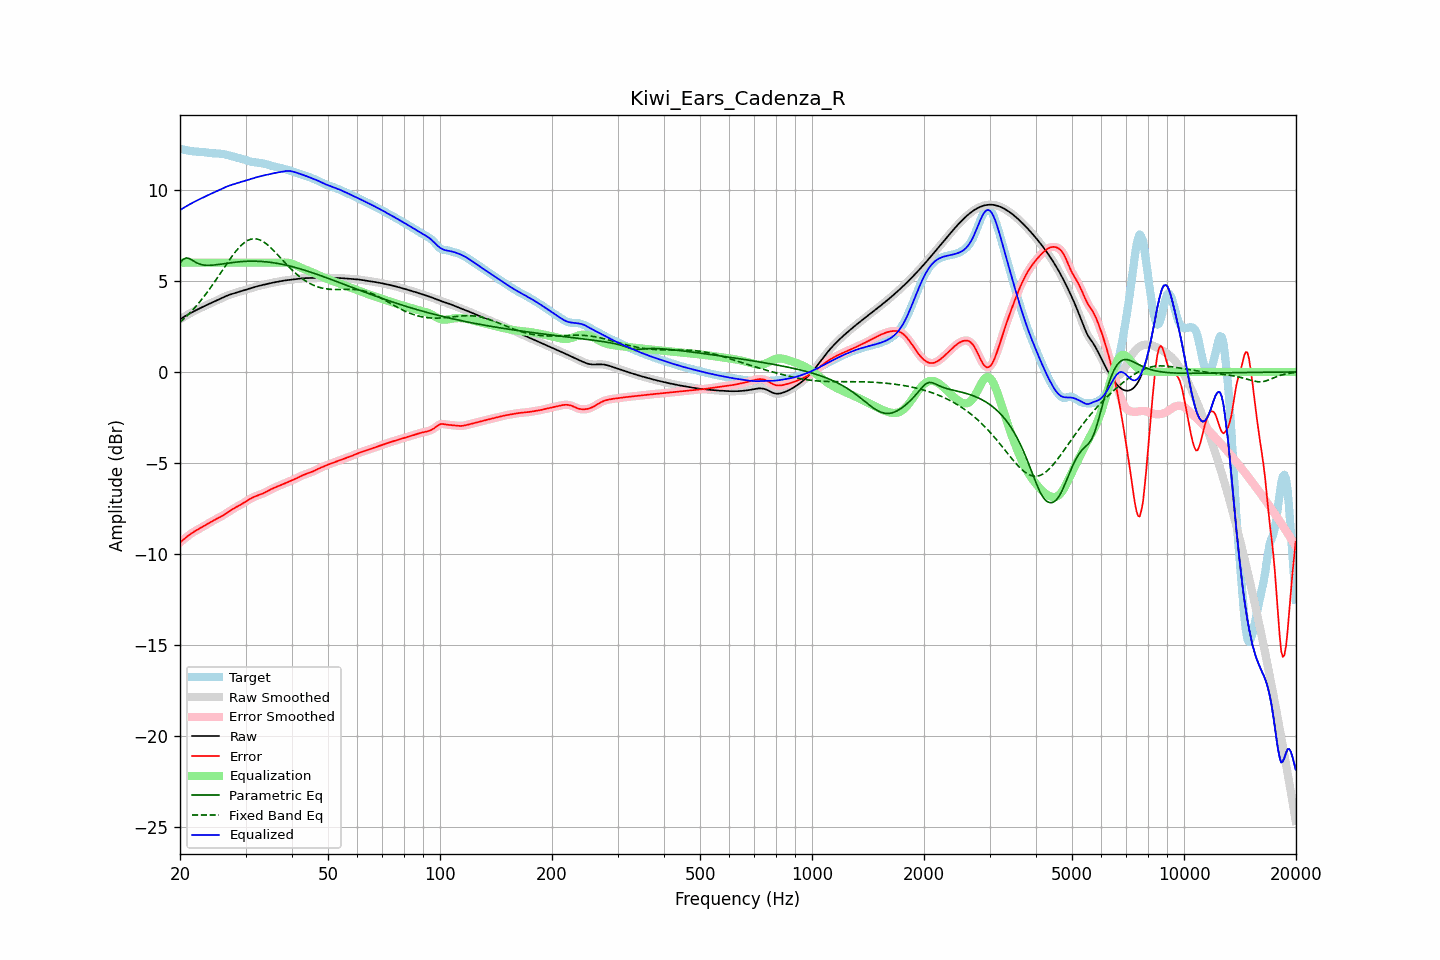 Kiwi_Ears_Cadenza_R
Amplitude (dBr)
10
5
0
−5
−10
−15
−20
−25
Target
Raw Smoothed
Error Smoothed
Raw
Error
Equalization
Parametric Eq
Fixed Band Eq
Equalized
20 50 100 200 500 1000 2000 5000 10000 20000
Frequency (Hz)